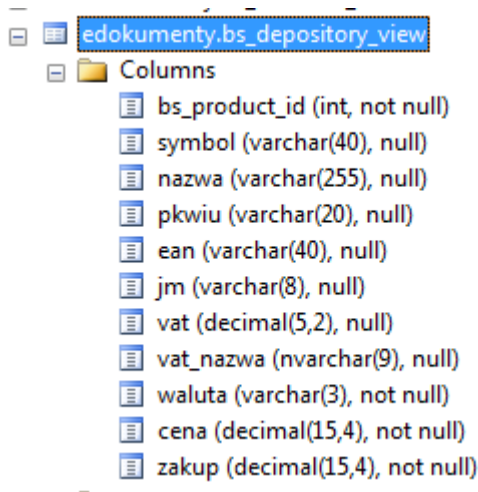 edokumenty.bs_depository_view
Columns
bs_product_id (int, not null)
symbol (varchar(40), null)
nazwa (varchar(255), null)
pkwiu (varchar(20), null)
ean (varchar(40), null)
jm (varchar(8), null)
vat (decimal(5,2), null)
vat_nazwa (nvarchar(9), null)
waluta (varchar(3), not null)
cena (decimal(15,4), not null)
zakup (decimal(15,4), not null)